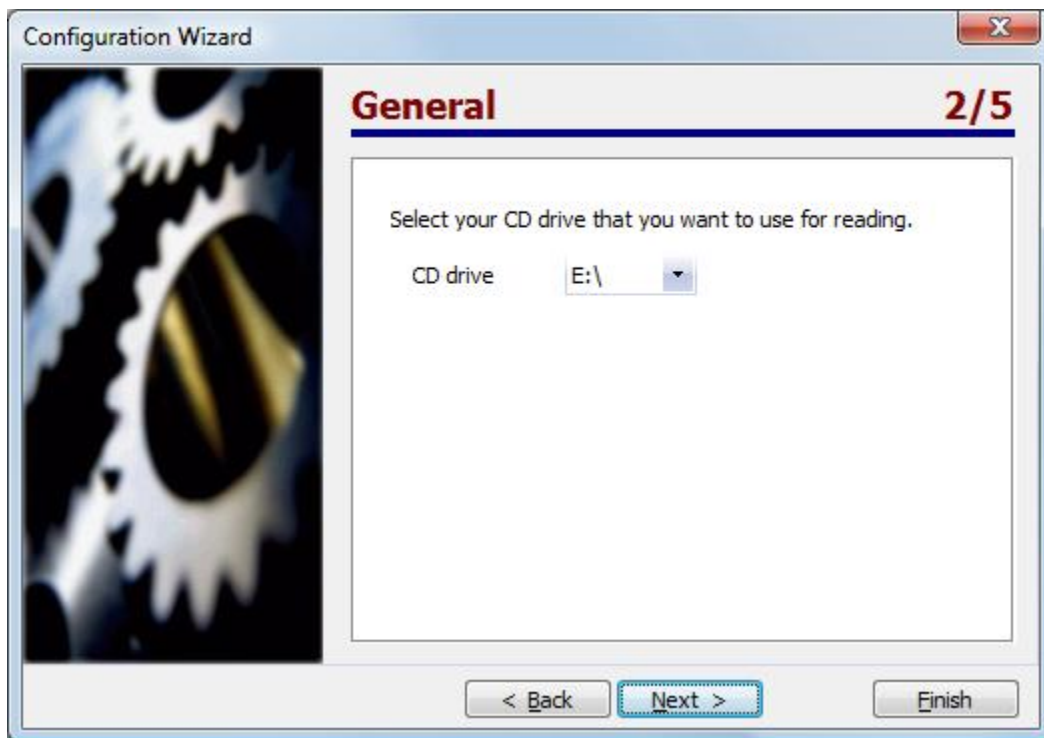 Configuration Wizard
General 2/5
Select your CD drive that you want to use for reading.
CD drive E:\
< Back Next > Finish